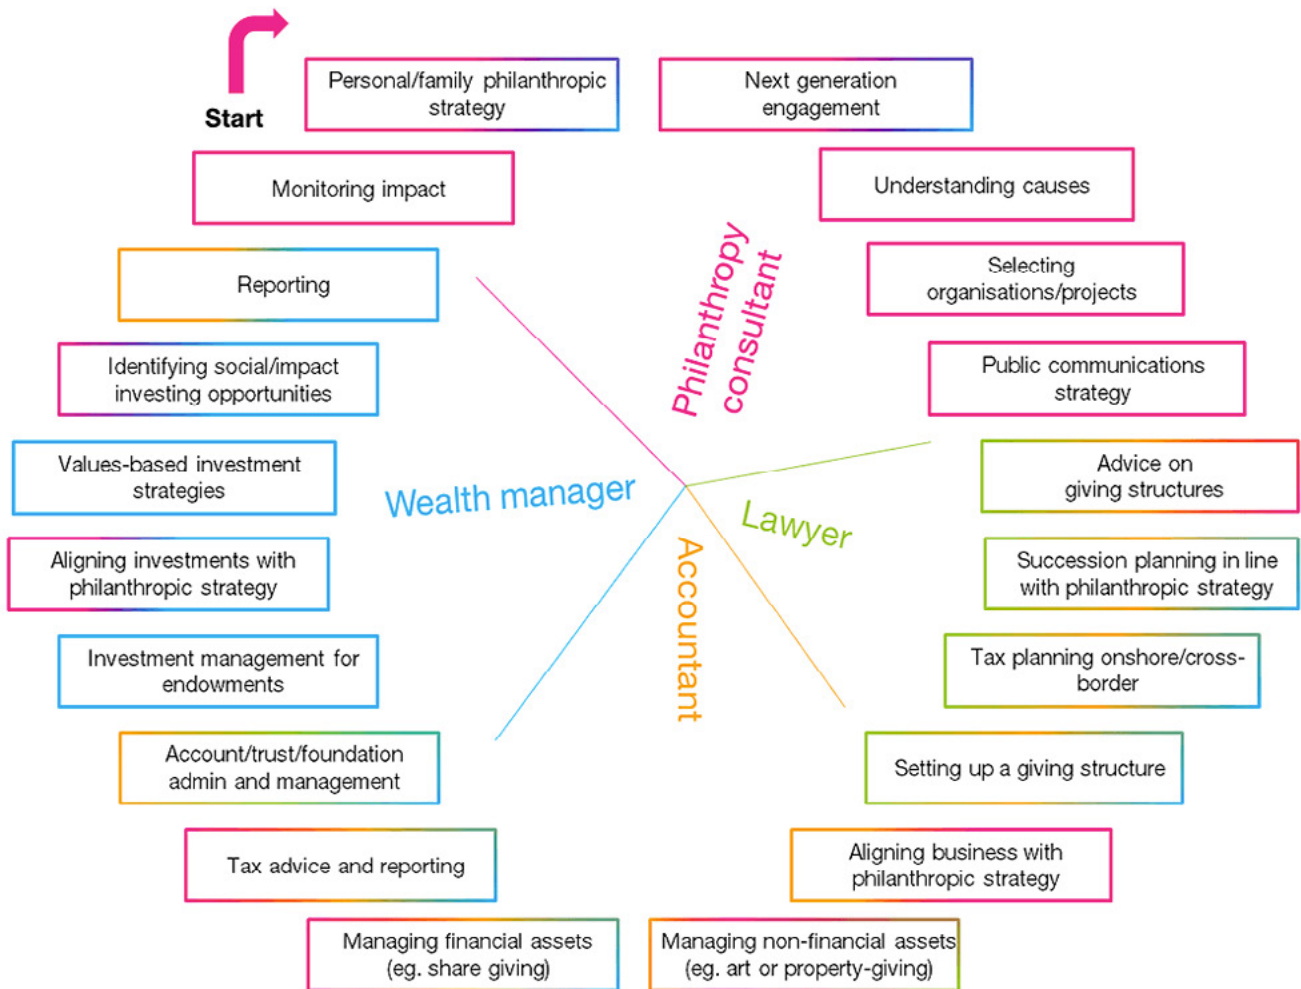 Start
Personal/family philanthropic
strategy
Next generation
engagement
Understanding causes
Selecting
organisations/projects
Public communications
strategy
Advice on
giving structures
Succession planning in line
with philanthropic strategy
Tax planning onshore/cross-
border
Setting up a giving structure
Aligning business with
philanthropic strategy
Managing non-financial assets
(eg. art or property-giving)
Managing financial assets
(eg. share giving)
Tax advice and reporting
Account/trust/foundation
admin and management
Investment management for
endowments
Aligning investments with
philanthropic strategy
Values-based investment
strategies
Identifying social/impact
investing opportunities
Reporting
Monitoring impact
Philanthropy
consultant
Lawyer
Accountant
Wealth manager